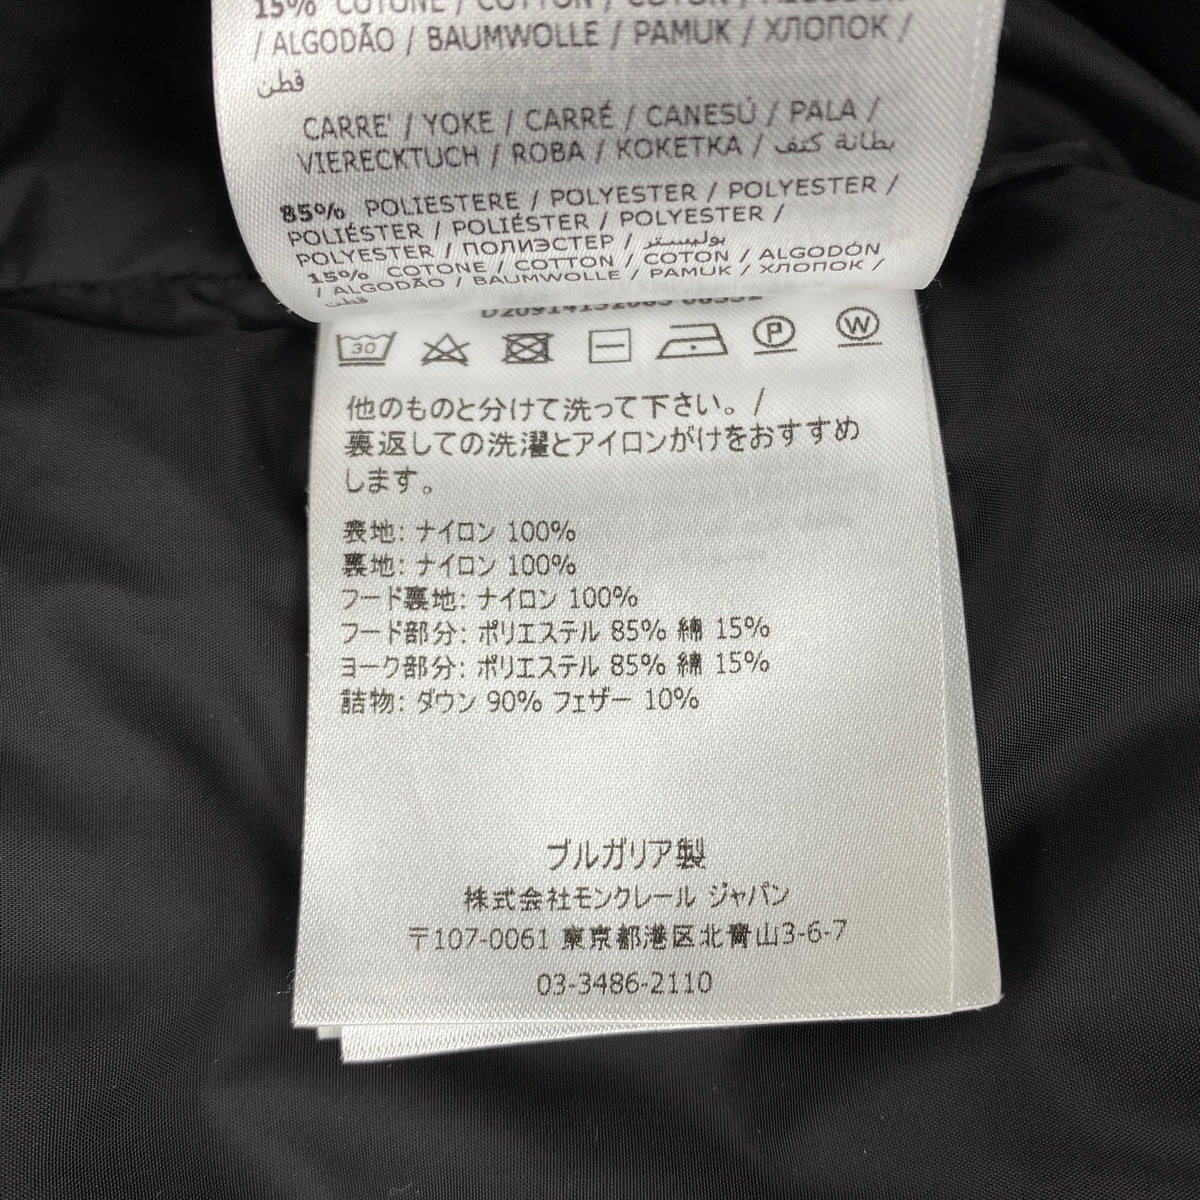 15% COTONE / COTTON / COTON / ALGODÓN
/ ALGODÃO / BAUMWOLLE / PAMUK / ХЛОПОК /
قطن
CARRE' / YOKE / CARRÉ / CANESÚ / PALA /
VIERECKTUCH / ROBA / KOKETKA / بطانة كتف
85% POLIESTERE / POLYESTER / POLYESTER /
POLIÉSTER / POLIÉSTER / POLYESTER /
POLYESTER / ПОЛИЭСТЕР / بوليستر
15% COTONE / COTTON / COTON / ALGODÓN
/ ALGODÃO / BAUMWOLLE / PAMUK / ХЛОПОК /
قطن
30 P W
他のものと分けて洗って下さい。/
裏返しての洗濯とアイロンがけをおすすめ
します。
表地: ナイロン 100%
裏地: ナイロン 100%
フード裏地: ナイロン 100%
フード部分: ポリエステル 85% 綿 15%
ヨーク部分: ポリエステル 85% 綿 15%
詰物: ダウン 90% フェザー 10%
ブルガリア製
株式会社モンクレール ジャパン
〒107-0061 東京都港区北青山3-6-7
03-3486-2110